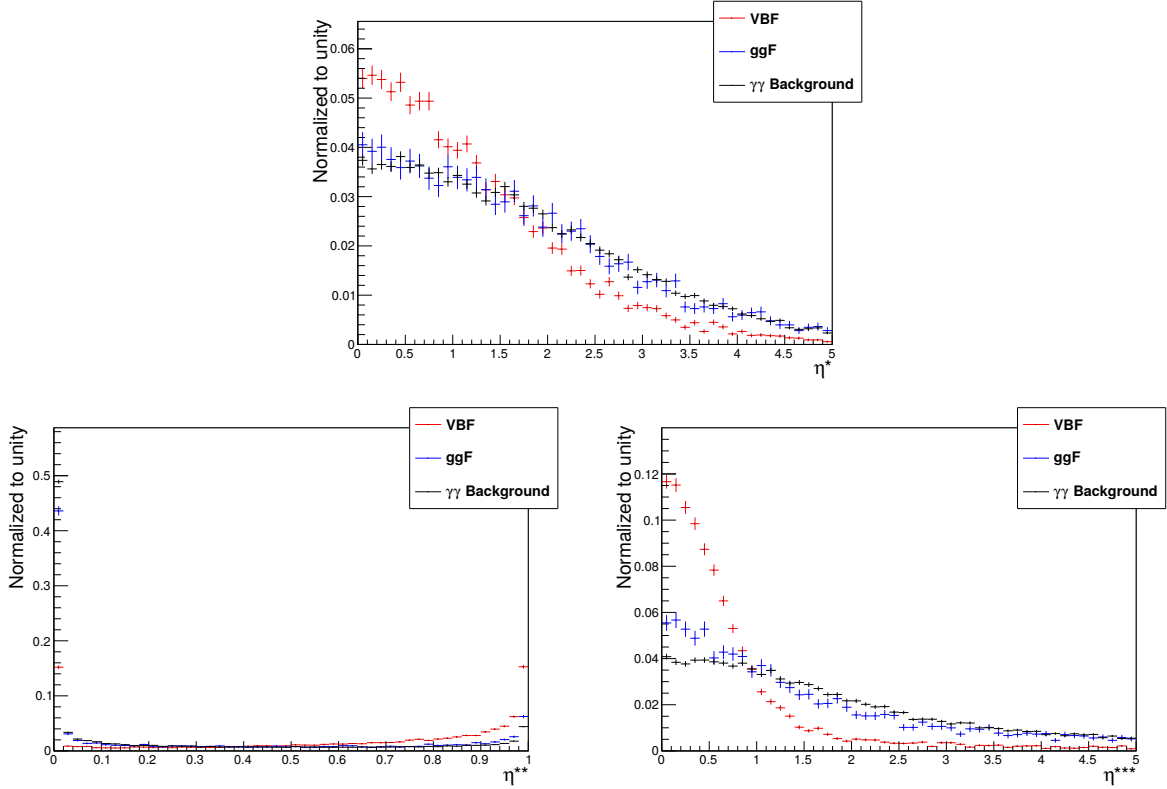 Normalized to unity
VBF
ggF
γγ Background
0.06
0.05
0.04
0.03
0.02
0.01
0
0 0.5 1 1.5 2 2.5 3 3.5 4 4.5 5
η*
Normalized to unity
VBF
ggF
γγ Background
0.5
0.4
0.3
0.2
0.1
0
0 0.1 0.2 0.3 0.4 0.5 0.6 0.7 0.8 0.9 1
η**
Normalized to unity
VBF
ggF
γγ Background
0.12
0.1
0.08
0.06
0.04
0.02
0
0 0.5 1 1.5 2 2.5 3 3.5 4 4.5 5
η***